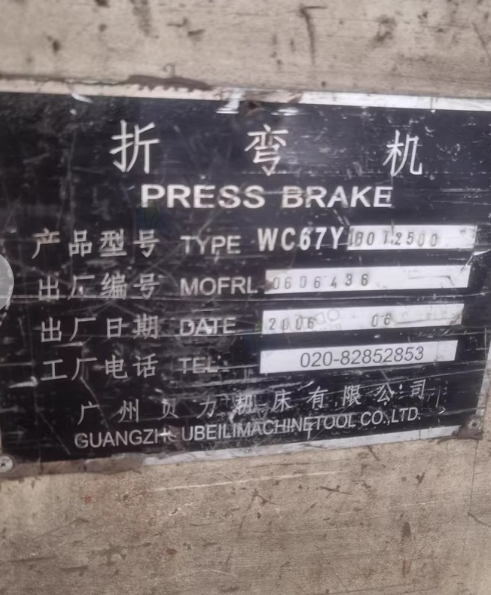 折弯机
PRESS BRAKE
产品型号 TYPE WC67Y
出厂编号 MOFRL 0606436
出厂日期 DATE 2006 08
工厂电话 TEL: 020-82852853
广州贝力机床有限公司
GUANGZH UBEILIMACHINETOOL CO.,LTD.